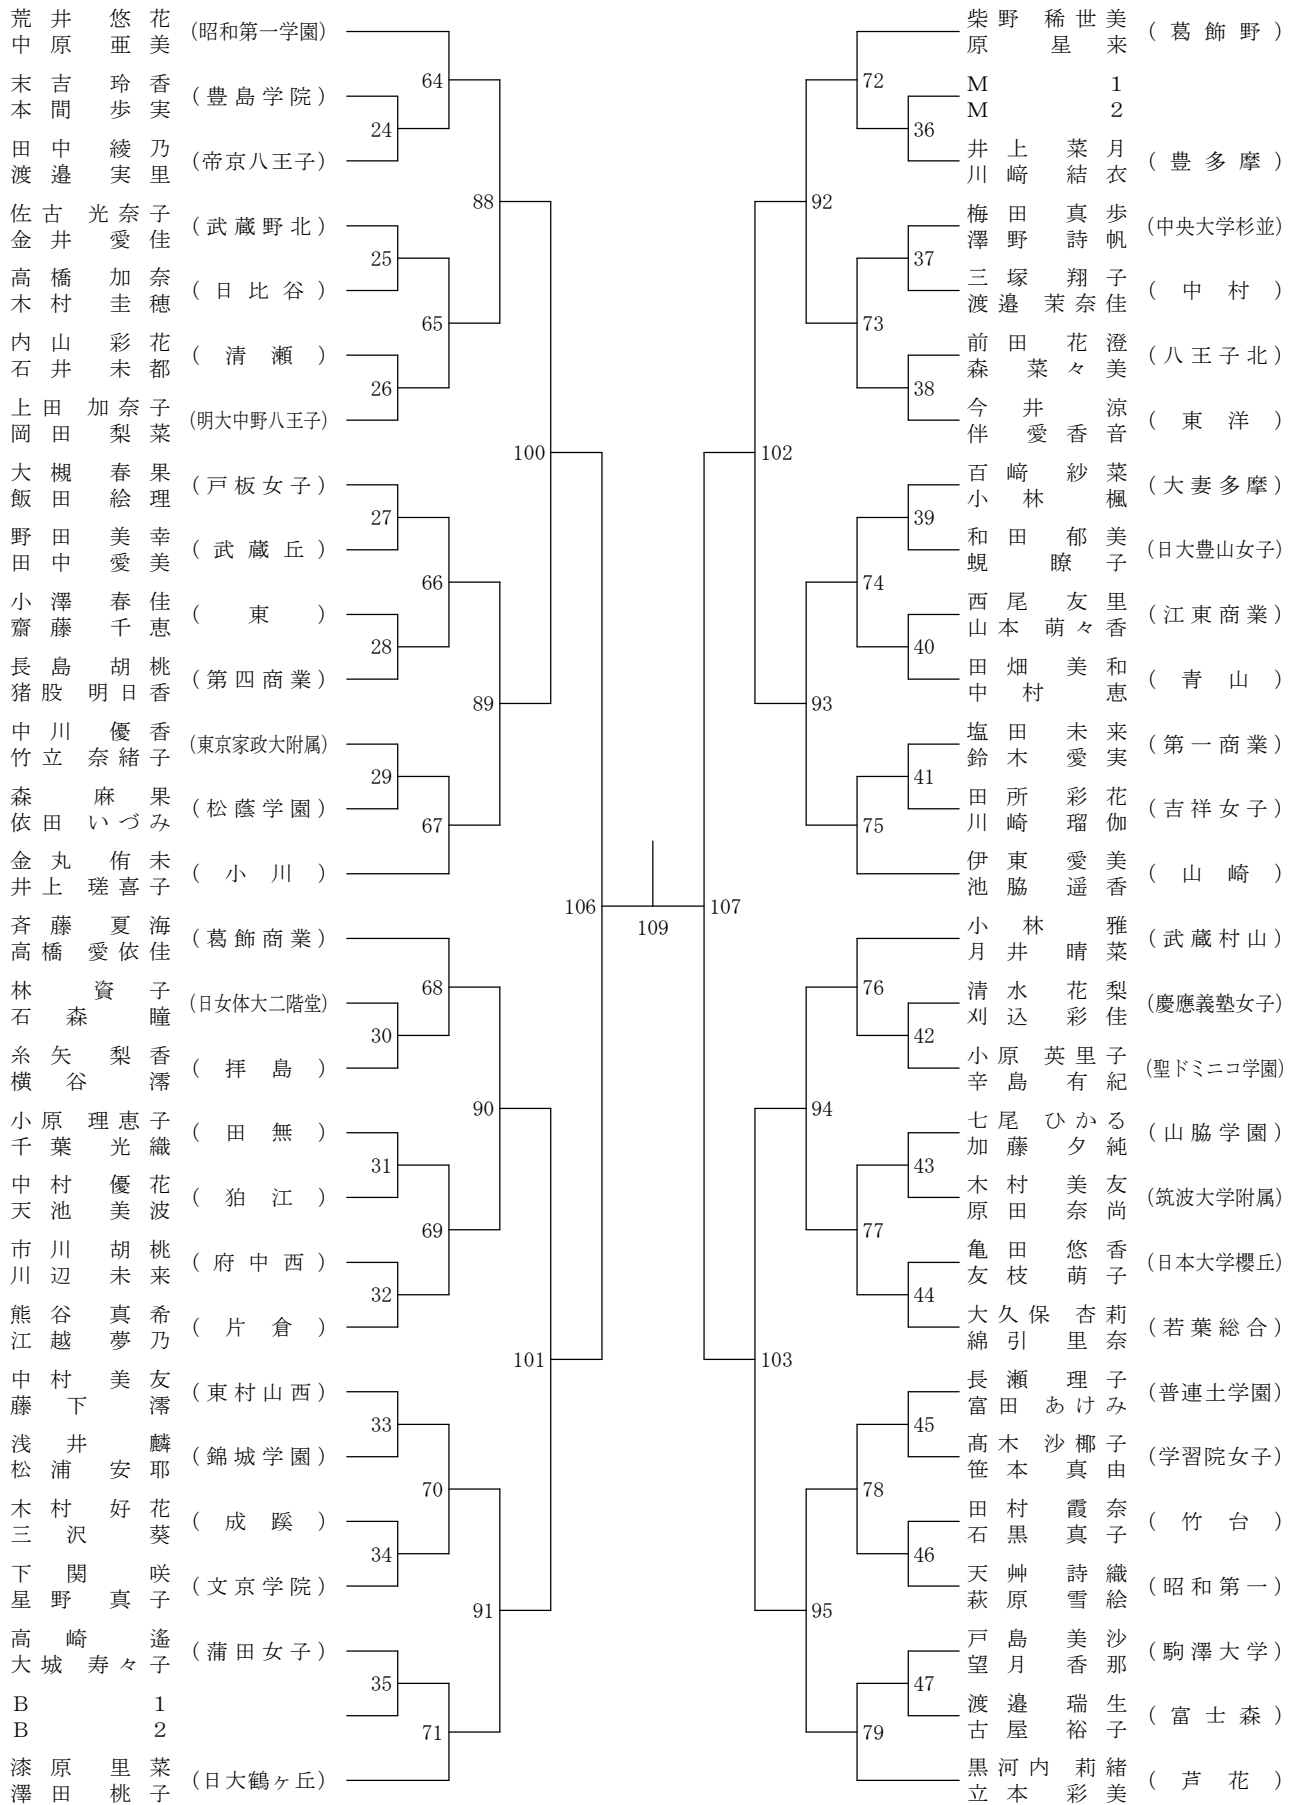 荒井 悠花
中原 亜美 (昭和第一学園)
末吉 玲香
本間 歩実 (豊島学院)
田中 綾乃
渡邉 実里 (帝京八王子)
佐古 光奈子
金井 愛佳 (武蔵野北)
高橋 加奈
木村 圭穂 (日比谷)
内山 彩花
石井 未都 (清瀬)
上田 加奈子
岡田 梨菜 (明大中野八王子)
大槻 春果
飯田 絵理 (戸板女子)
野田 美幸
田中 愛美 (武蔵丘)
小澤 春佳
齋藤 千恵 (東)
長島 胡桃
猪股 明日香 (第四商業)
中川 優香
竹立 奈緒子 (東京家政大附属)
森 麻果
依田 いづみ (松蔭学園)
金丸 侑未
井上 瑳喜子 (小川)
斉藤 夏海
高橋 愛依佳 (葛飾商業)
林 資子
石森 瞳 (日女体大二階堂)
糸矢 梨香
横谷 澪 (拝島)
小原 理恵子
千葉 光織 (田無)
中村 優花
天池 美波 (狛江)
市川 胡桃
川辺 未来 (府中西)
熊谷 真希
江越 夢乃 (片倉)
中村 美友
藤下 澪 (東村山西)
浅井 麟
松浦 安耶 (錦城学園)
木村 好花
三沢 葵 (成蹊)
下関 咲
星野 真子 (文京学院)
高崎 遙
大城 寿々子 (蒲田女子)
B 1
B 2
漆原 里菜
澤田 桃子 (日大鶴ヶ丘)
24
25
26
27
28
29
30
31
32
33
34
35
64
65
66
67
68
69
70
71
88
89
90
91
100
101
106
109
107
102
103
92
93
94
95
72
73
74
75
76
77
78
79
36
37
38
39
40
41
42
43
44
45
46
47
柴野 稀世美
原 星来 (葛飾野)
M 1
M 2
井上 菜月
川﨑 結衣 (豊多摩)
梅田 真歩
澤野 詩帆 (中央大学杉並)
三塚 翔子
渡邉 茉奈佳 (中村)
前田 花澄
森 菜々美 (八王子北)
今井 涼
伴 愛香音 (東洋)
百﨑 紗菜
小林 楓 (大妻多摩)
和田 郁美
蜆 瞭子 (日大豊山女子)
西尾 友里
山本 萌々香 (江東商業)
田畑 美和
中村 恵 (青山)
塩田 未来
鈴木 愛実 (第一商業)
田所 彩花
川崎 瑠伽 (吉祥女子)
伊東 愛美
池脇 遥香 (山崎)
小林 雅
月井 晴菜 (武蔵村山)
清水 花梨
刈込 彩佳 (慶應義塾女子)
小原 英里子
辛島 有紀 (聖ドミニコ学園)
七尾 ひかる
加藤 夕純 (山脇学園)
木村 美友
原田 奈尚 (筑波大学附属)
亀田 悠香
友枝 萌子 (日本大学櫻丘)
大久保 杏莉
綿引 里奈 (若葉総合)
長瀬 理子
富田 あけみ (普連土学園)
髙木 沙椰子
笹本 真由 (学習院女子)
田村 霞奈
石黒 真子 (竹台)
天艸 詩織
萩原 雪絵 (昭和第一)
戸島 美沙
望月 香那 (駒澤大学)
渡邉 瑞生
古屋 裕子 (富士森)
黒河内 莉緒
立本 彩美 (芦花)